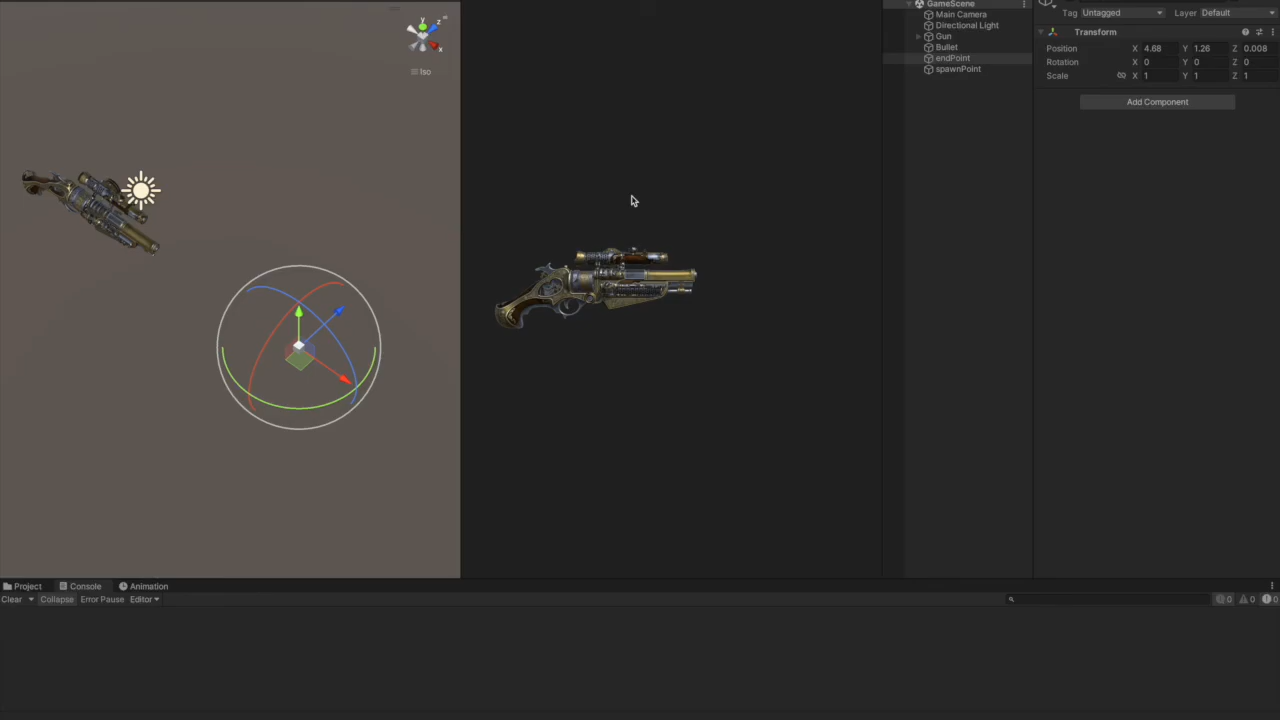 y
z
x
Iso
GameScene
Main Camera
Directional Light
Gun
Bullet
endPoint
spawnPoint
Tag Untagged Layer Default
Transform
Position X 4.68 Y 1.26 Z 0.008
Rotation X 0 Y 0 Z 0
Scale X 1 Y 1 Z 1
Add Component
Project Console Animation
Clear Collapse Error Pause Editor 0 0 0